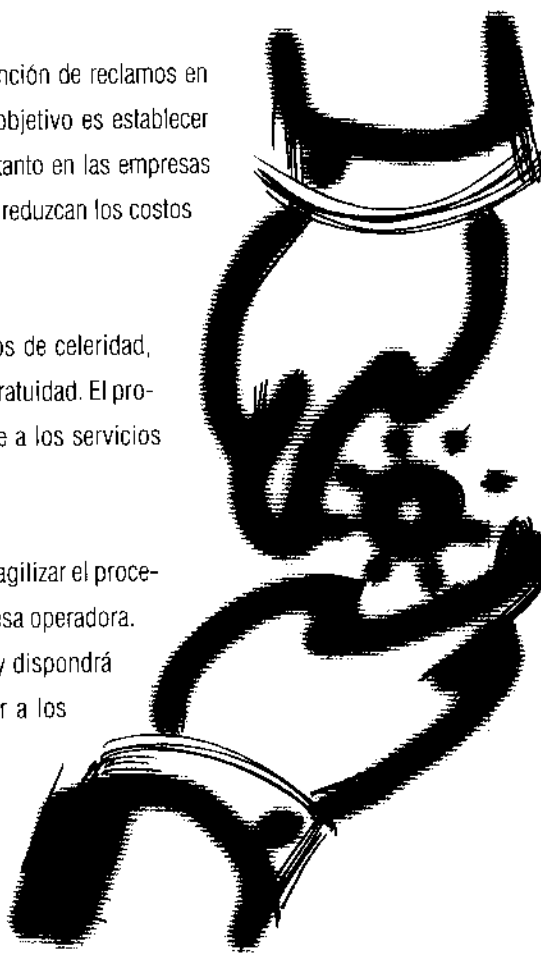 nción de reclamos en
objetivo es establecer
tanto en las empresas
reduzcan los costos
os de celeridad,
ratuidad. El pro-
e a los servicios
agilizar el proce-
esa operadora.
y dispondrá
r a los